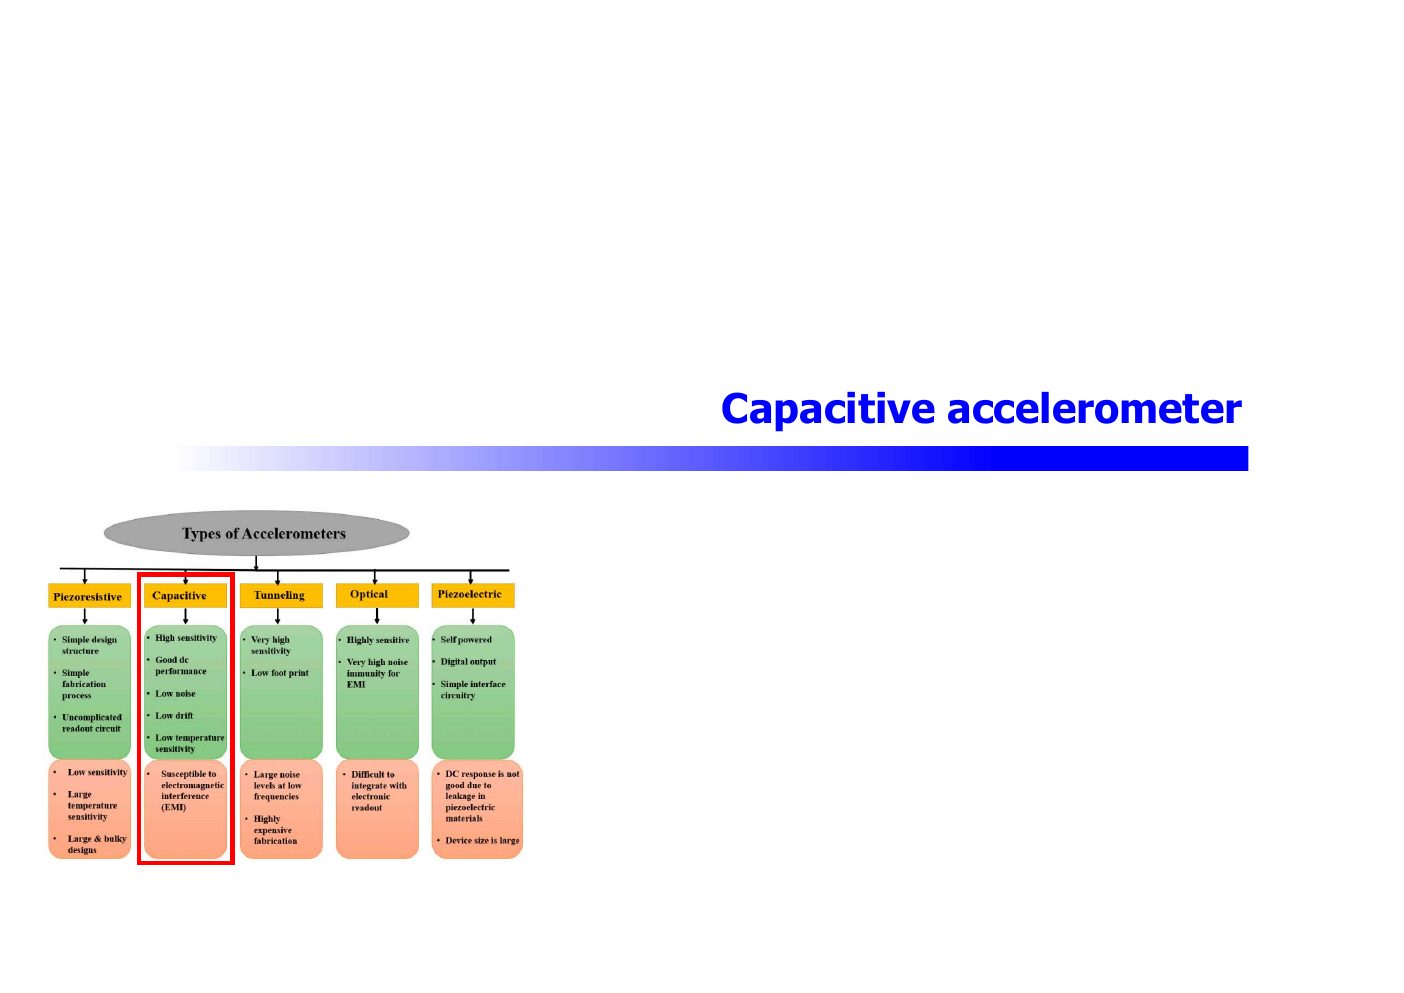 Capacitive accelerometer
Types of Accelerometers
Piezoresistive
• Simple design
structure
• Simple
fabrication
process
• Uncomplicated
readout circuit
• Low sensitivity
• Large
temperature
sensitivity
• Large & bulky
designs
Capacitive
• High sensitivity
• Good dc
performance
• Low noise
• Low drift
• Low temperature
sensitivity
• Susceptible to
electromagnetic
interference
(EMI)
Tunneling
• Very high
sensitivity
• Low foot print
• Large noise
levels at low
frequencies
• Highly
expensive
fabrication
Optical
• Highly sensitive
• Very high noise
immunity for
EMI
• Difficult to
integrate with
electronic
readout
Piezoelectric
• Self powered
• Digital output
• Simple interface
circuitry
• DC response is not
good due to
leakage in
piezoelectric
materials
• Device size is large